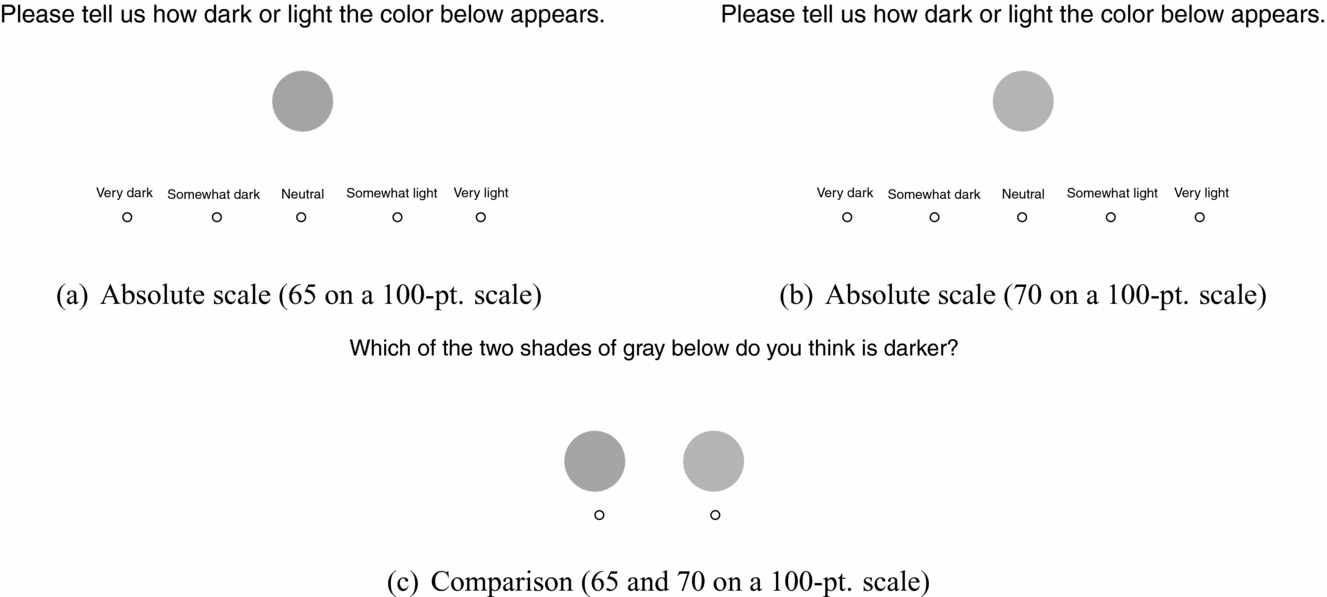 Please tell us how dark or light the color below appears.
Very dark Somewhat dark Neutral Somewhat light Very light
(a) Absolute scale (65 on a 100-pt. scale)
Please tell us how dark or light the color below appears.
Very dark Somewhat dark Neutral Somewhat light Very light
(b) Absolute scale (70 on a 100-pt. scale)
Which of the two shades of gray below do you think is darker?
(c) Comparison (65 and 70 on a 100-pt. scale)